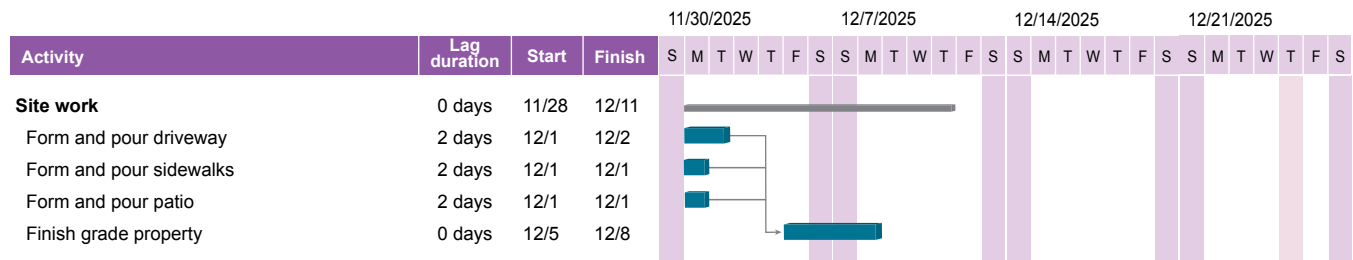 11/30/2025 12/7/2025 12/14/2025 12/21/2025
Activity Lag duration Start Finish S M T W T F S S M T W T F S S M T W T F S S M T W T F S
Site work 0 days 11/28 12/11
Form and pour driveway 2 days 12/1 12/2
Form and pour sidewalks 2 days 12/1 12/1
Form and pour patio 2 days 12/1 12/1
Finish grade property 0 days 12/5 12/8